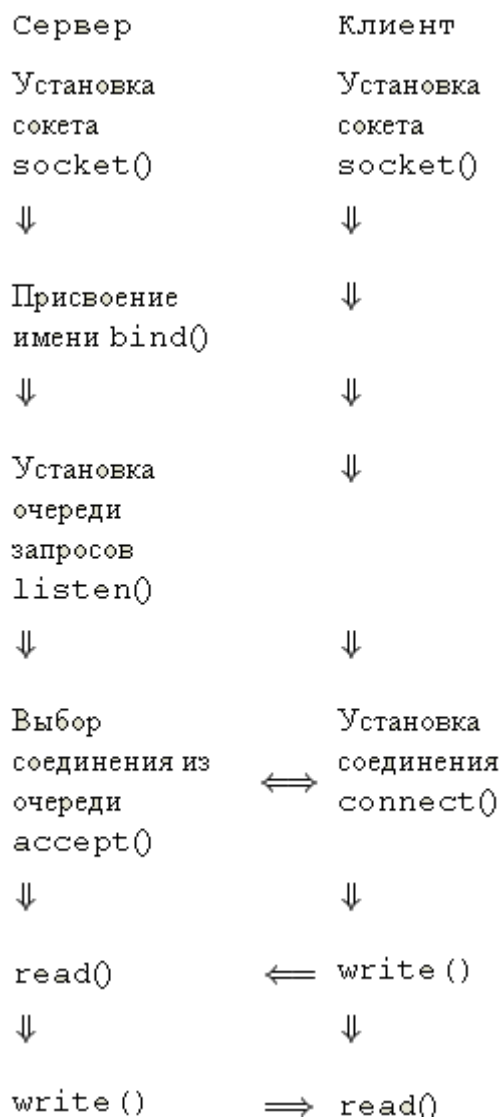 Сервер Клиент
Установка Установка
сокета сокета
socket() socket()
⇓ ⇓
Присвоение ⇓
имени bind()
⇓ ⇓
Установка ⇓
очереди
запросов
listen()
⇓ ⇓
Выбор Установка
соединения из ⟺ соединения
очереди connect()
accept()
⇓ ⇓
read() ⟸ write()
⇓ ⇓
write() ⟹ read()